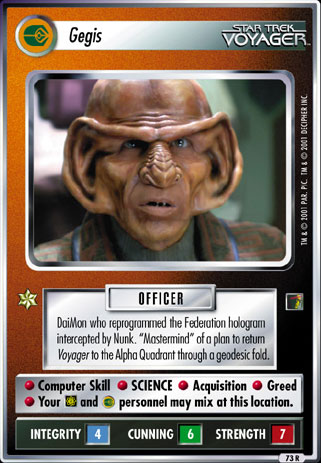 Gegis
STAR TREK
VOYAGER™
TM & © 2001 PAR. PIC. TM & © 2001 DECIPHER INC.
OFFICER
DaiMon who reprogrammed the Federation hologram
intercepted by Nunk. "Mastermind" of a plan to return
Voyager to the Alpha Quadrant through a geodesic fold.
Computer Skill SCIENCE Acquisition Greed
Your and personnel may mix at this location.
INTEGRITY 4 CUNNING 6 STRENGTH 7
73 R